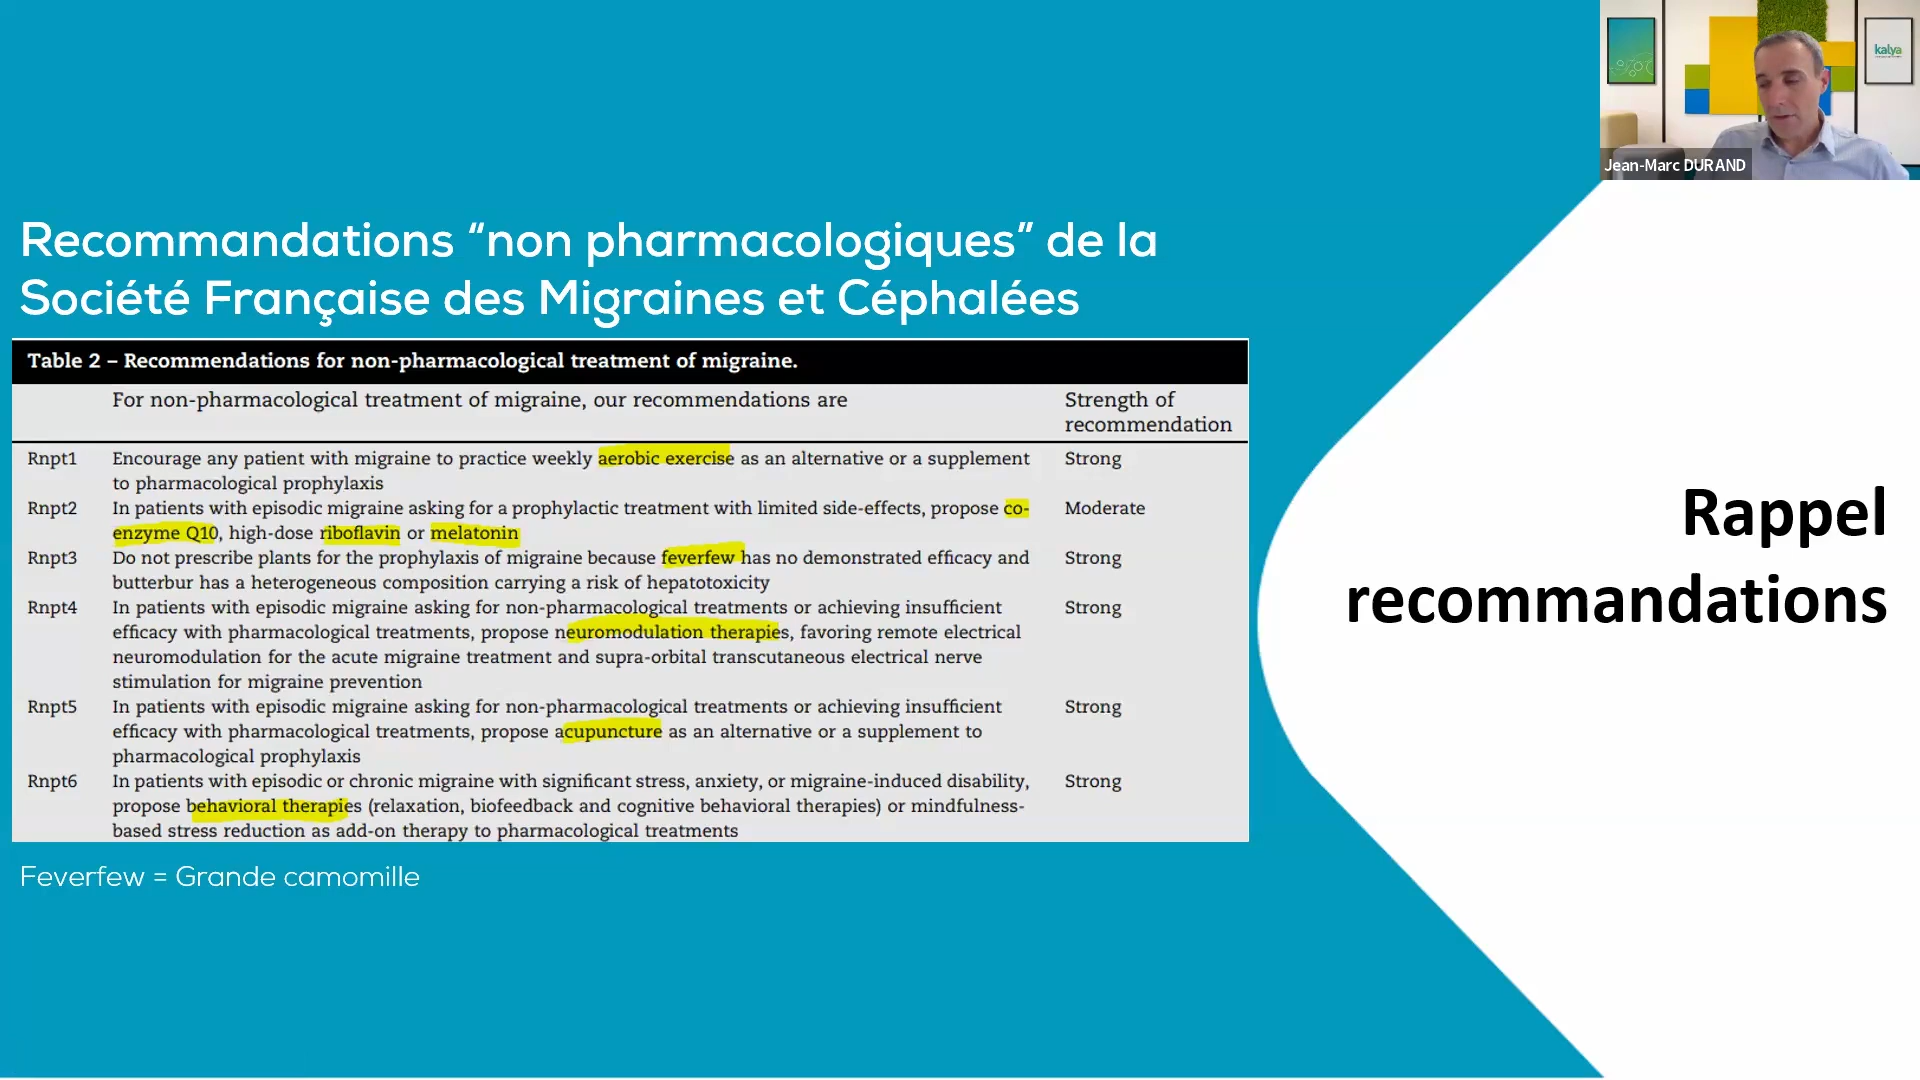 kalya
Jean-Marc DURAND
Recommandations “non pharmacologiques” de la
Société Française des Migraines et Céphalées
Table 2 – Recommendations for non-pharmacological treatment of migraine.
For non-pharmacological treatment of migraine, our recommendations are
Strength of
recommendation
Rnpt1 Encourage any patient with migraine to practice weekly aerobic exercise as an alternative or a supplement Strong
to pharmacological prophylaxis
Rnpt2 In patients with episodic migraine asking for a prophylactic treatment with limited side-effects, propose co- Moderate
enzyme Q10, high-dose riboflavin or melatonin
Rnpt3 Do not prescribe plants for the prophylaxis of migraine because feverfew has no demonstrated efficacy and Strong
butterbur has a heterogeneous composition carrying a risk of hepatotoxicity
Rnpt4 In patients with episodic migraine asking for non-pharmacological treatments or achieving insufficient Strong
efficacy with pharmacological treatments, propose neuromodulation therapies, favoring remote electrical
neuromodulation for the acute migraine treatment and supra-orbital transcutaneous electrical nerve
stimulation for migraine prevention
Rnpt5 In patients with episodic migraine asking for non-pharmacological treatments or achieving insufficient Strong
efficacy with pharmacological treatments, propose acupuncture as an alternative or a supplement to
pharmacological prophylaxis
Rnpt6 In patients with episodic or chronic migraine with significant stress, anxiety, or migraine-induced disability, Strong
propose behavioral therapies (relaxation, biofeedback and cognitive behavioral therapies) or mindfulness-
based stress reduction as add-on therapy to pharmacological treatments
Feverfew = Grande camomille
Rappel
recommandations